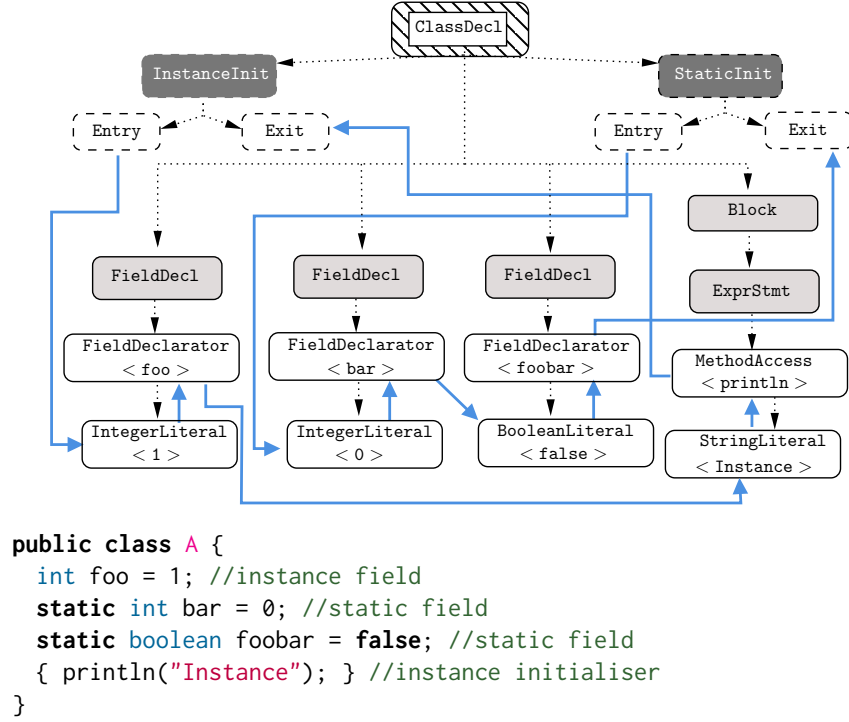 ClassDecl
InstanceInit
StaticInit
Entry
Exit
Entry
Exit
Block
FieldDecl
FieldDecl
FieldDecl
ExprStmt
FieldDeclarator
< foo >
FieldDeclarator
< bar >
FieldDeclarator
< foobar >
MethodAccess
< println >
IntegerLiteral
< 1 >
IntegerLiteral
< 0 >
BooleanLiteral
< false >
StringLiteral
< Instance >
public class A {
  int foo = 1; //instance field
  static int bar = 0; //static field
  static boolean foobar = false; //static field
  { println("Instance"); } //instance initialiser
}